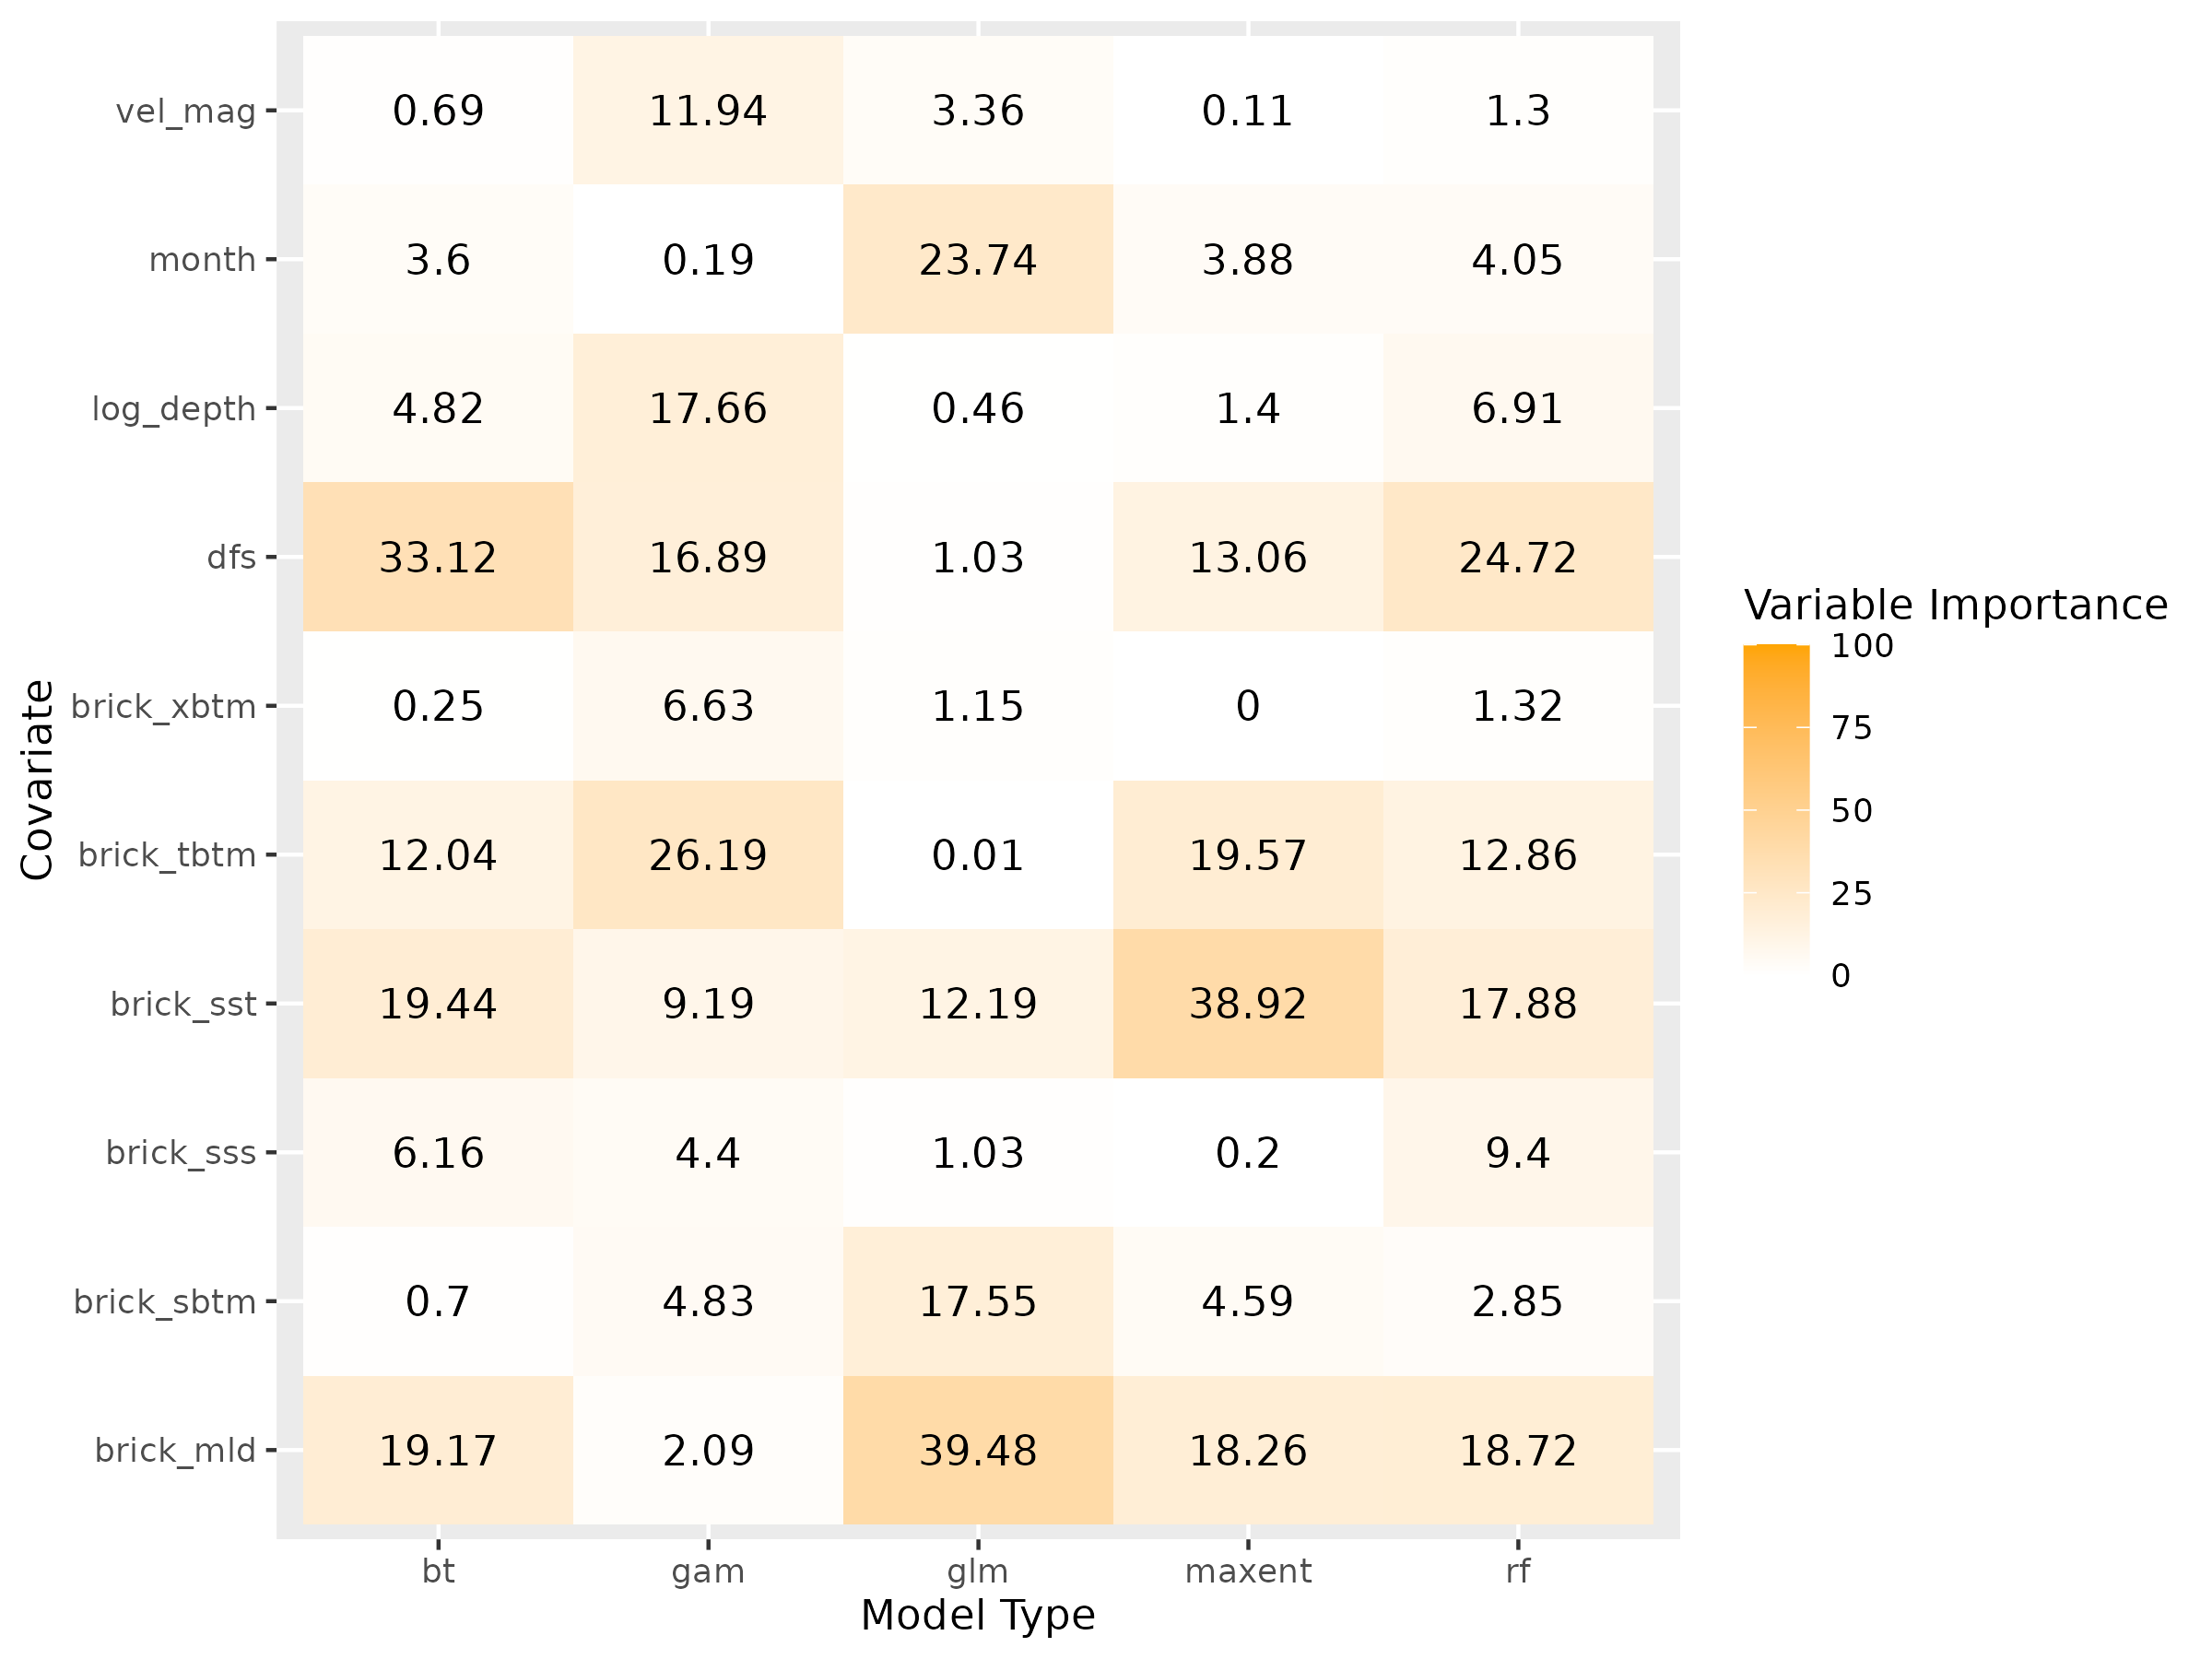 vel_mag 0.69 11.94 3.36 0.11 1.3
month 3.6 0.19 23.74 3.88 4.05
log_depth 4.82 17.66 0.46 1.4 6.91
dfs 33.12 16.89 1.03 13.06 24.72
brick_xbtm 0.25 6.63 1.15 0 1.32
brick_tbtm 12.04 26.19 0.01 19.57 12.86
brick_sst 19.44 9.19 12.19 38.92 17.88
brick_sss 6.16 4.4 1.03 0.2 9.4
brick_sbtm 0.7 4.83 17.55 4.59 2.85
brick_mld 19.17 2.09 39.48 18.26 18.72
bt gam glm maxent rf
Model Type
Covariate
Variable Importance
100
75
50
25
0